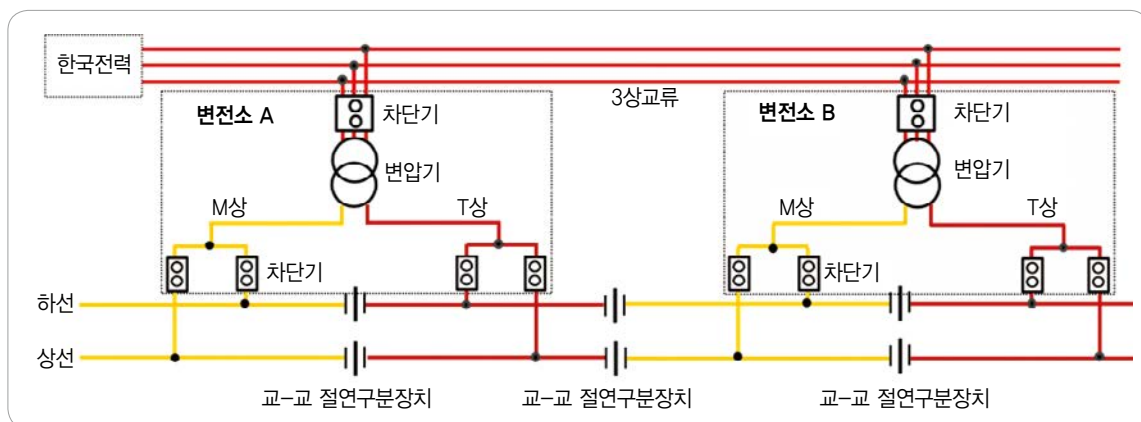 한국전력
3상교류
변전소 A
차단기
변압기
M상
T상
차단기
변전소 B
차단기
변압기
M상
T상
차단기
하선
상선
교-교 절연구분장치
교-교 절연구분장치
교-교 절연구분장치